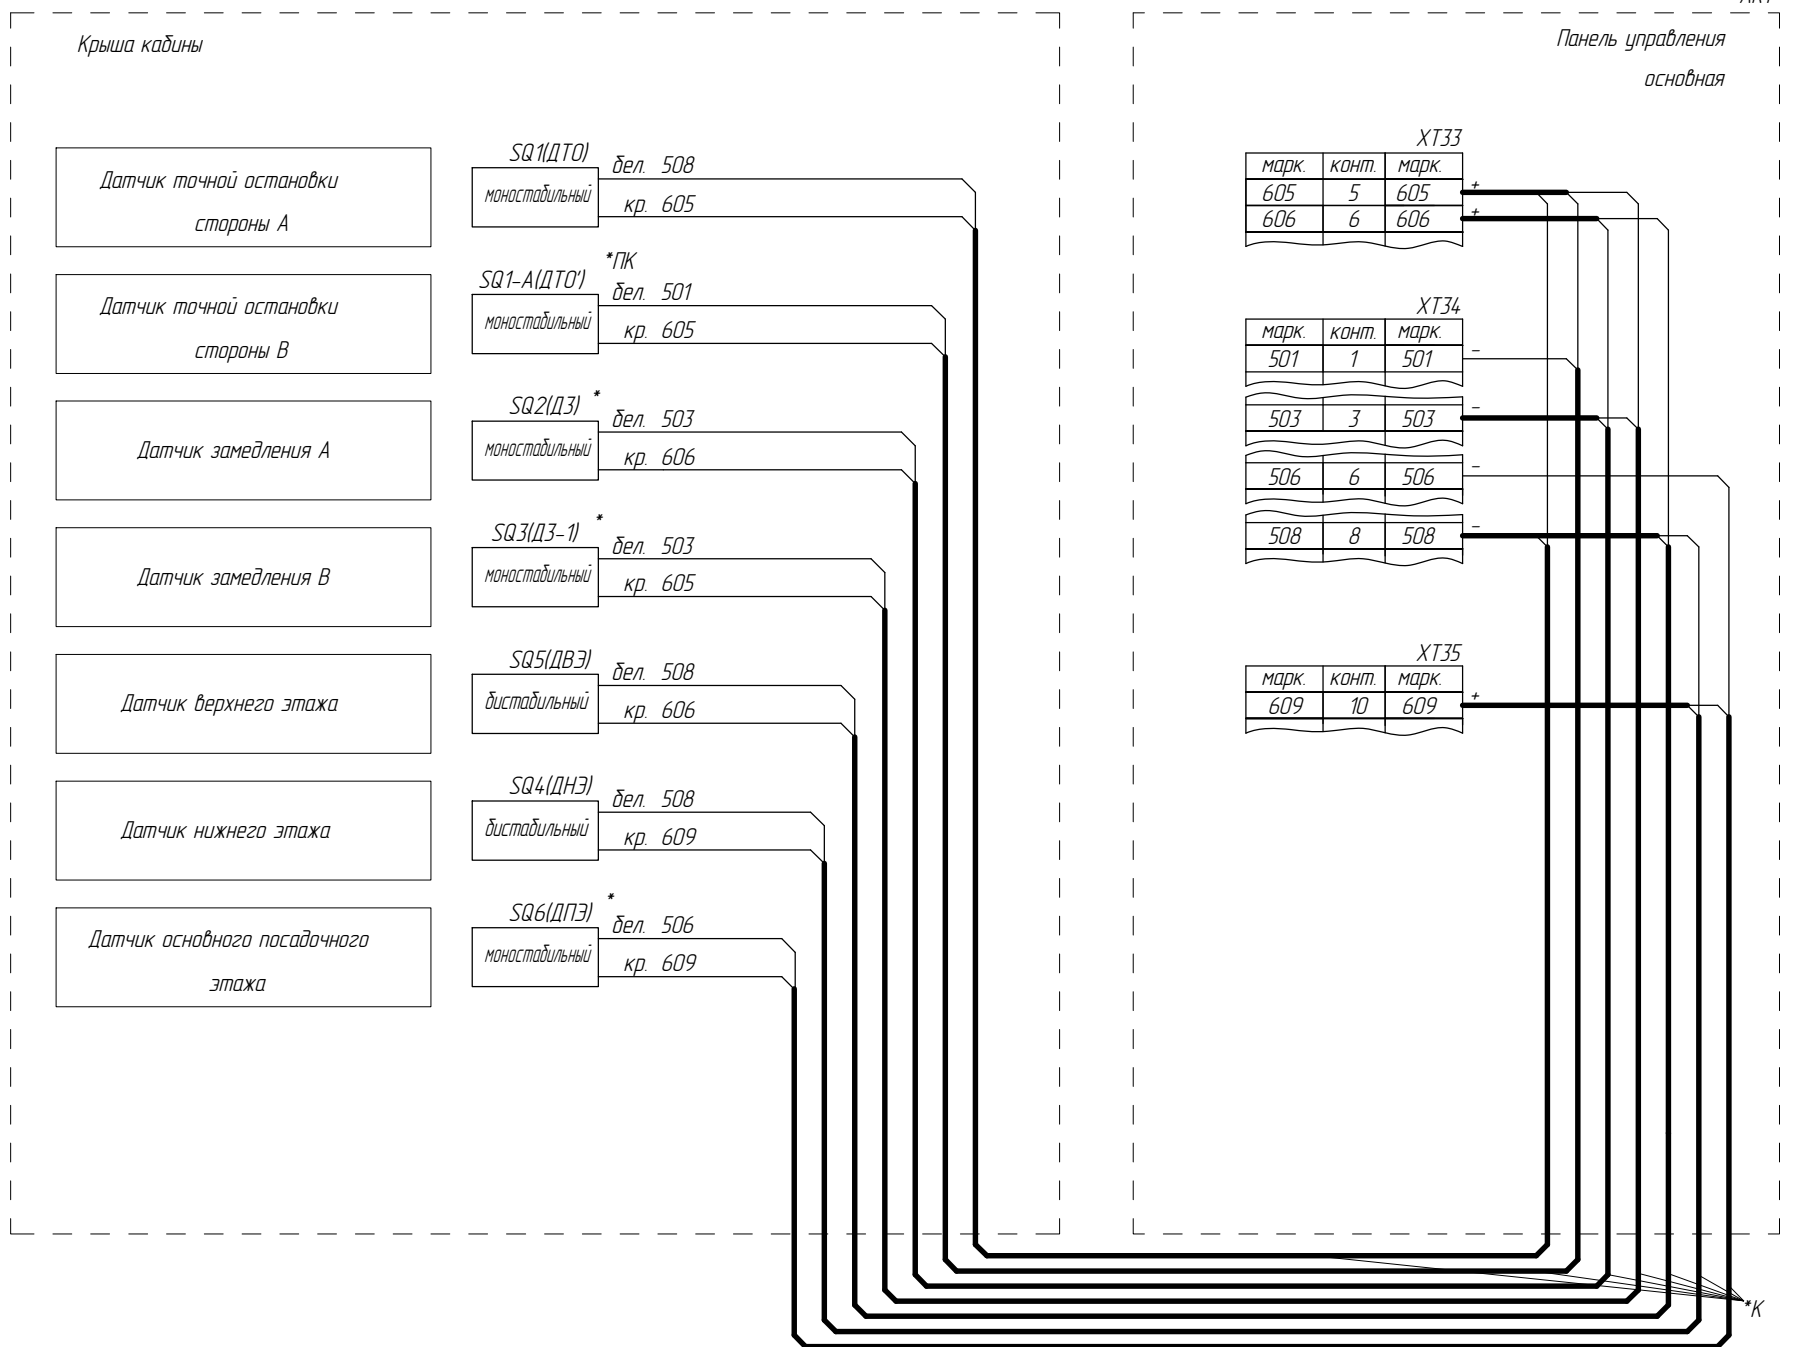 Крыша кабины
Панель управления
основная
Датчик точной остановки
стороны А
SQ1(ДТО)
моностабильный
бел. 508
кр. 605
Датчик точной остановки
стороны В
*ПК
SQ1-А(ДТО')
моностабильный
бел. 501
кр. 605
Датчик замедления А
SQ2(ДЗ) *
моностабильный
бел. 503
кр. 606
Датчик замедления В
SQ3(ДЗ-1) *
моностабильный
бел. 503
кр. 605
Датчик верхнего этажа
SQ5(ДВЭ)
бистабильный
бел. 508
кр. 606
Датчик нижнего этажа
SQ4(ДНЭ)
бистабильный
бел. 508
кр. 609
Датчик основного посадочного
этажа
SQ6(ДПЭ) *
моностабильный
бел. 506
кр. 609
XT33
марк. конт. марк.
605 5 605 +
606 6 606 +
XT34
марк. конт. марк.
501 1 501 -
503 3 503 -
506 6 506 -
508 8 508 -
XT35
марк. конт. марк.
609 10 609 +
*К